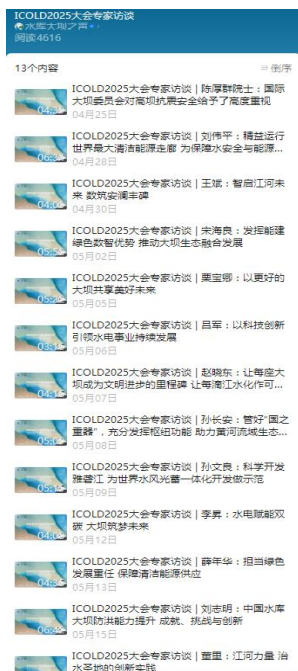 ICOLD2025大会专家访谈
水库大坝之声
阅读4616
13个内容
倒序
ICOLD2025大会专家访谈 | 陈厚群院士：国际
大坝委员会对高坝抗震安全给予了高度重视
04月25日
ICOLD2025大会专家访谈 | 刘伟平：精益运行
世界最大清洁能源走廊 为保障水安全与能源...
04月28日
ICOLD2025大会专家访谈 | 王斌：智启江河未
来 数筑安澜丰碑
04月30日
ICOLD2025大会专家访谈 | 宋海良：发挥能建
绿色数智优势 推动大坝生态融合发展
05月02日
ICOLD2025大会专家访谈 | 栗宝卿：以更好的
大坝共享美好未来
05月05日
ICOLD2025大会专家访谈 | 吕军：以科技创新
引领水电事业持续发展
05月06日
ICOLD2025大会专家访谈 | 赵晓东：让每座大
坝成为文明进步的里程碑 让每滴江水化作可...
05月07日
ICOLD2025大会专家访谈 | 孙长安：管好“国之
重器”，充分发挥枢纽功能 助力黄河流域生态...
05月08日
ICOLD2025大会专家访谈 | 孙文良：科学开发
雅砻江 为世界水风光蓄一体化开发做示范
05月09日
ICOLD2025大会专家访谈 | 李昇：水电赋能双
碳 大坝筑梦未来
05月12日
ICOLD2025大会专家访谈 | 薛年华：担当绿色
发展重任 保障清洁能源供应
05月13日
ICOLD2025大会专家访谈 | 刘志明：中国水库
大坝防洪能力提升 成就、挑战与创新
05月15日
ICOLD2025大会专家访谈 | 董里：江河力量 治
水圣地的创新实践